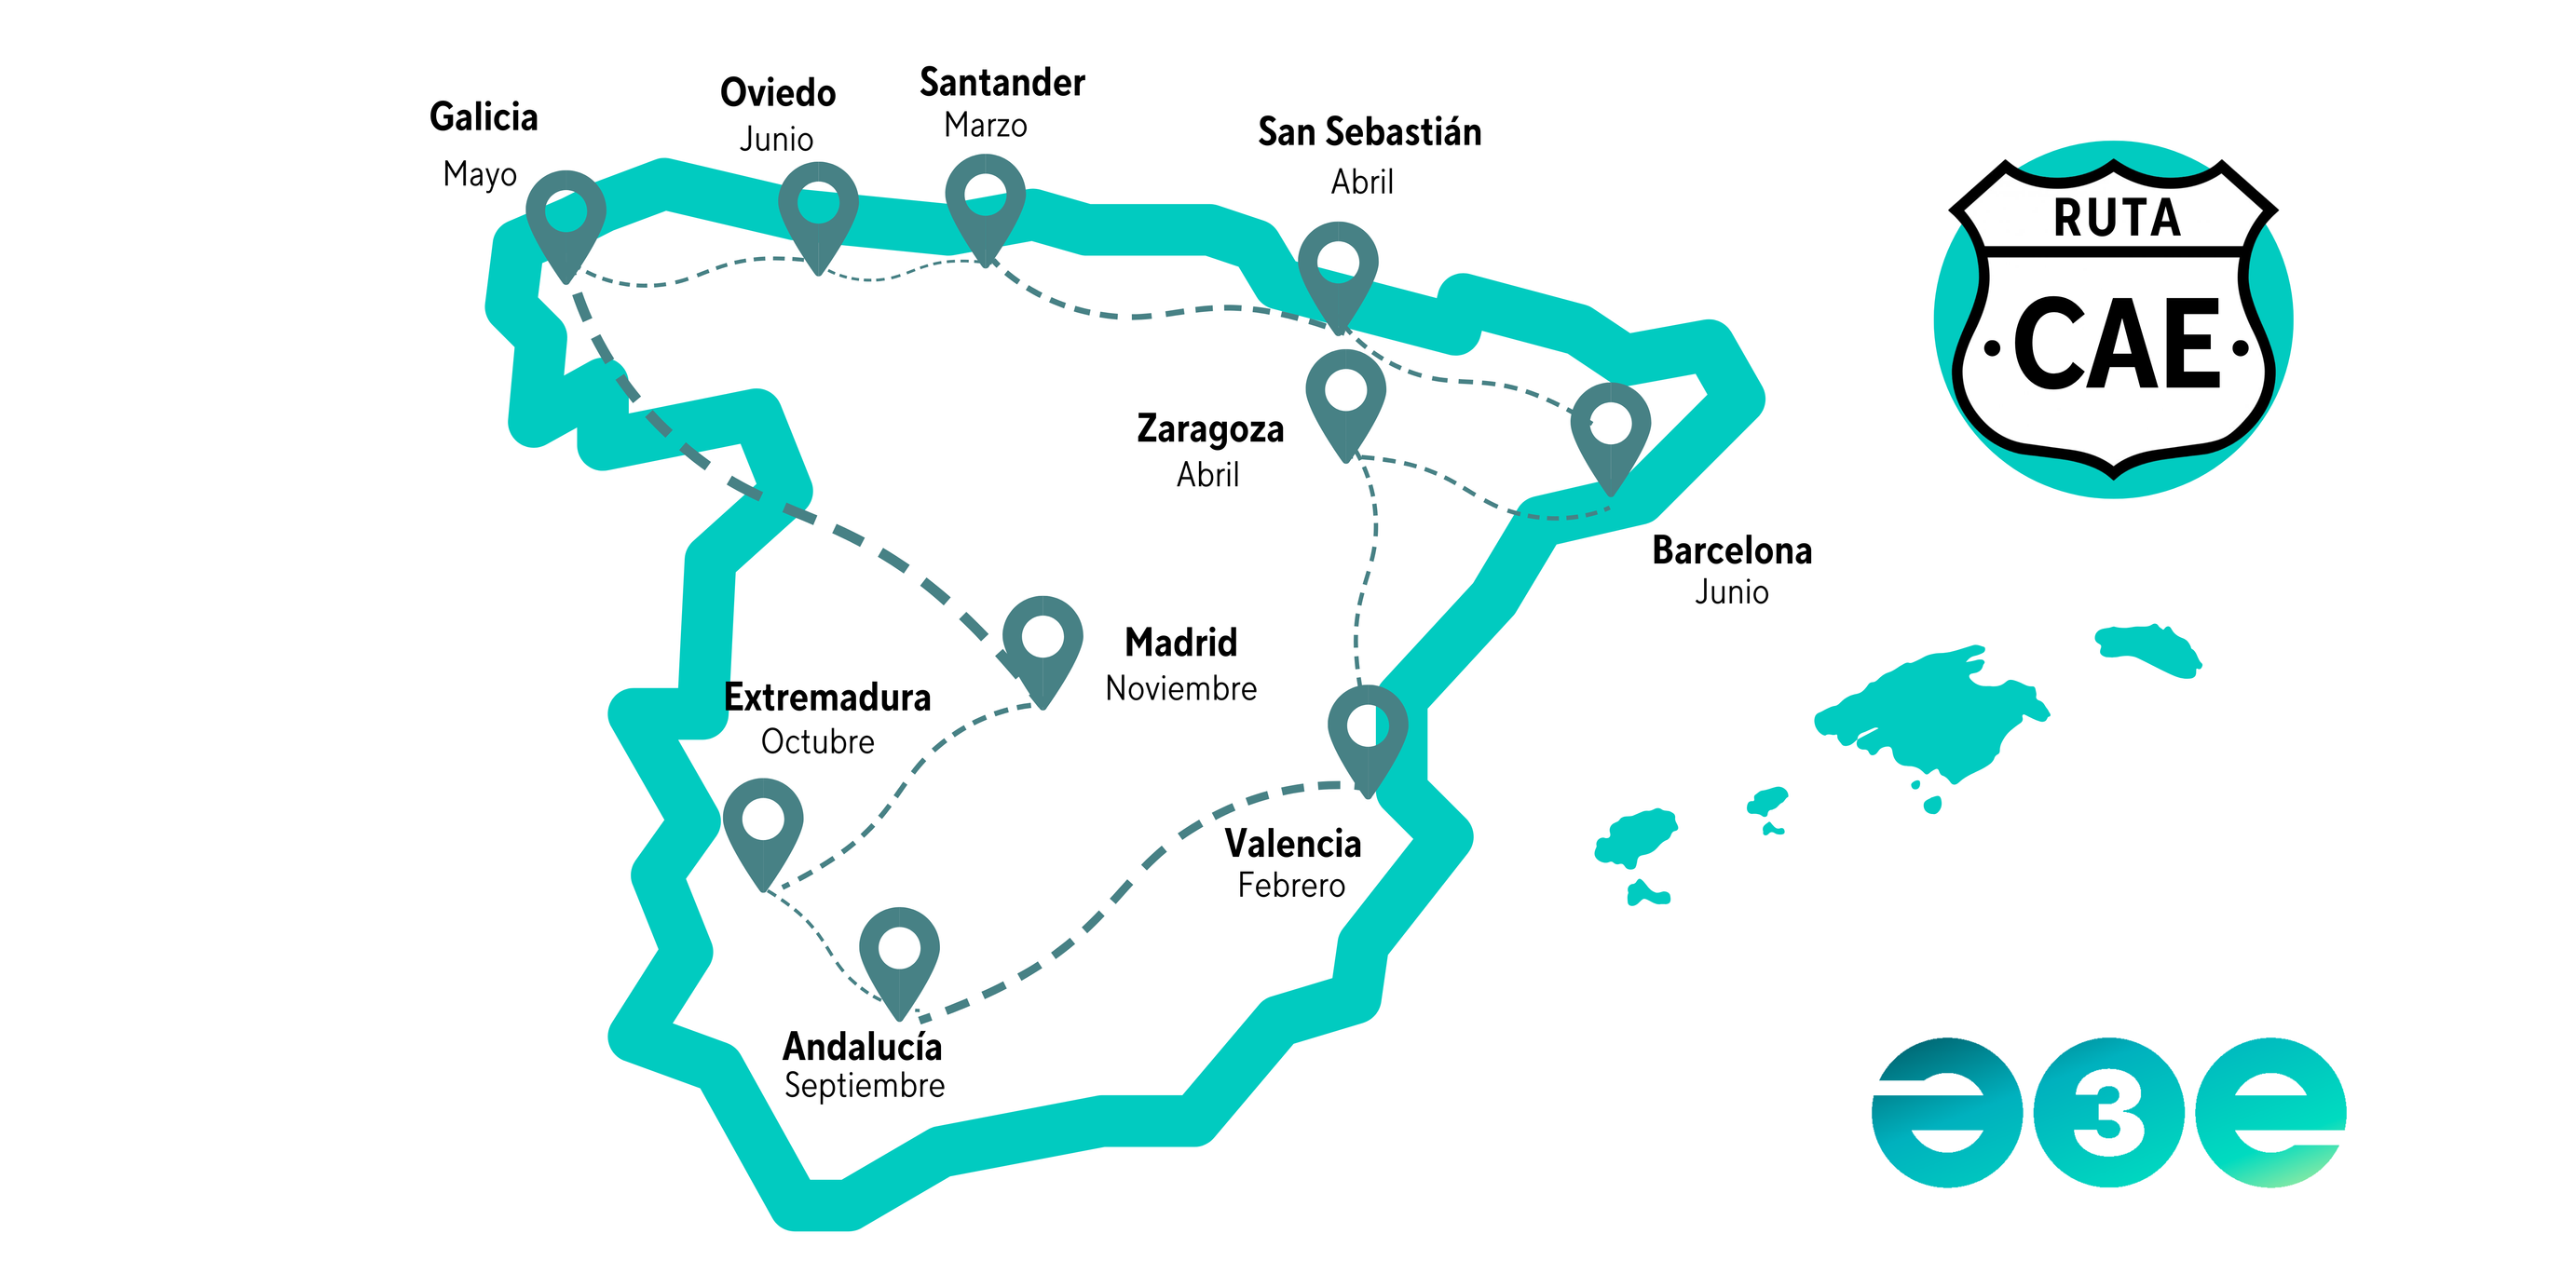 Galicia
Mayo
Oviedo
Junio
Santander
Marzo
San Sebastián
Abril
RUTA
·CAE·
Zaragoza
Abril
Barcelona
Junio
Madrid
Noviembre
Extremadura
Octubre
Valencia
Febrero
Andalucía
Septiembre
a3e